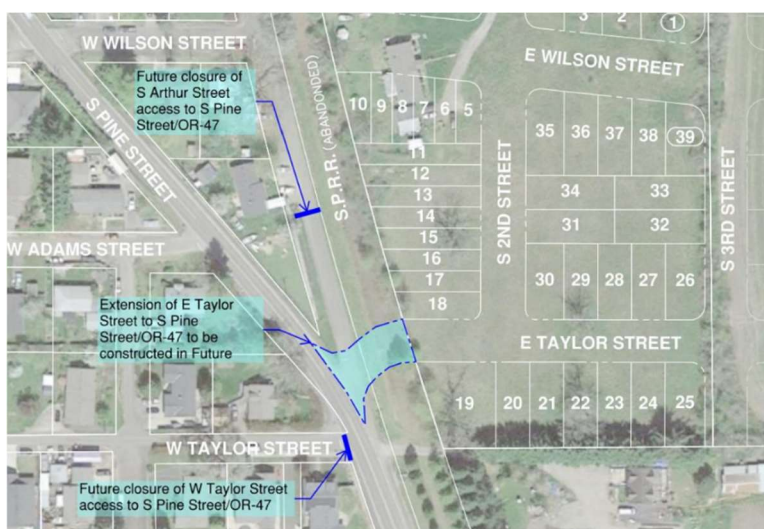 W WILSON STREET
Future closure of
S Arthur Street
access to S Pine
Street/OR-47
S PINE STREET
S.P.R.R. (ABANDONDED)
10 9 8 7 6 5
11
12
13
14
15
16
17
18
S 2ND STREET
3 2 1
E WILSON STREET
35 36 37 38 39
34 33
31 32
30 29 28 27 26
S 3RD STREET
W ADAMS STREET
Extension of E Taylor
Street to S Pine
Street/OR-47 to be
constructed in Future
E TAYLOR STREET
19 20 21 22 23 24 25
W TAYLOR STREET
Future closure of W Taylor Street
access to S Pine Street/OR-47